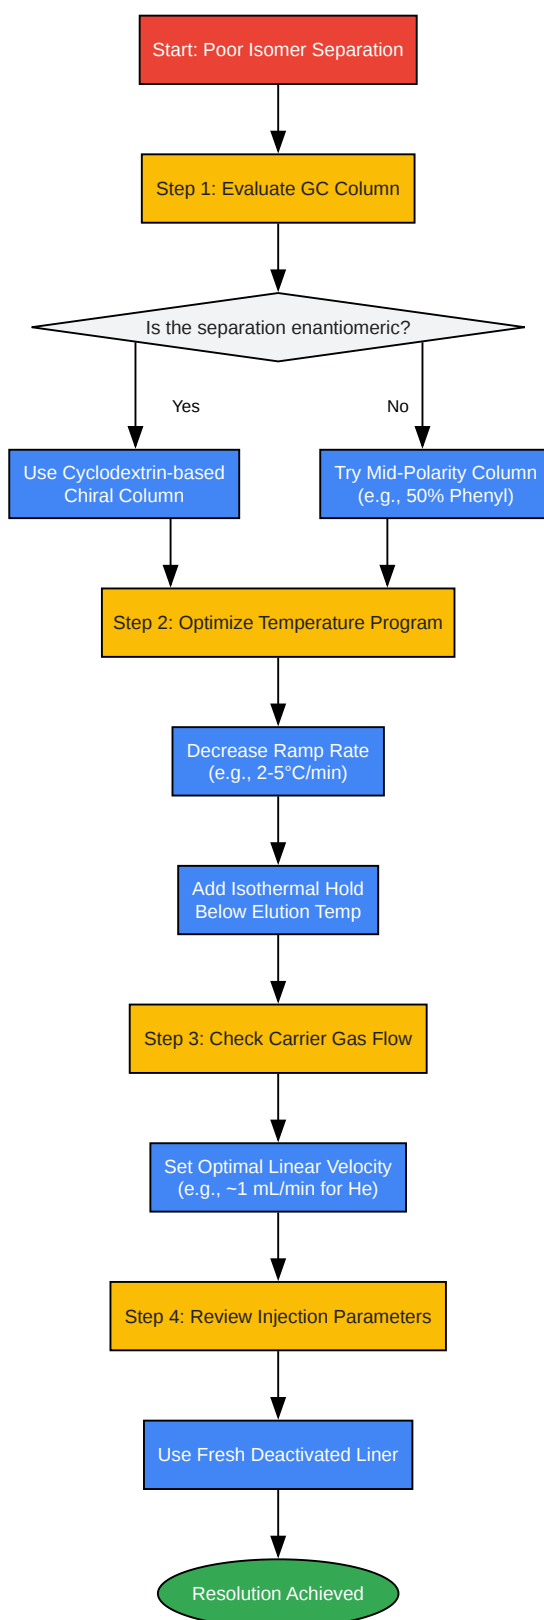 Start: Poor Isomer Separation
Step 1: Evaluate GC Column
Is the separation enantiomeric?
Yes
No
Use Cyclodextrin-based
Chiral Column
Try Mid-Polarity Column
(e.g., 50% Phenyl)
Step 2: Optimize Temperature Program
Decrease Ramp Rate
(e.g., 2-5°C/min)
Add Isothermal Hold
Below Elution Temp
Step 3: Check Carrier Gas Flow
Set Optimal Linear Velocity
(e.g., ~1 mL/min for He)
Step 4: Review Injection Parameters
Use Fresh Deactivated Liner
Resolution Achieved